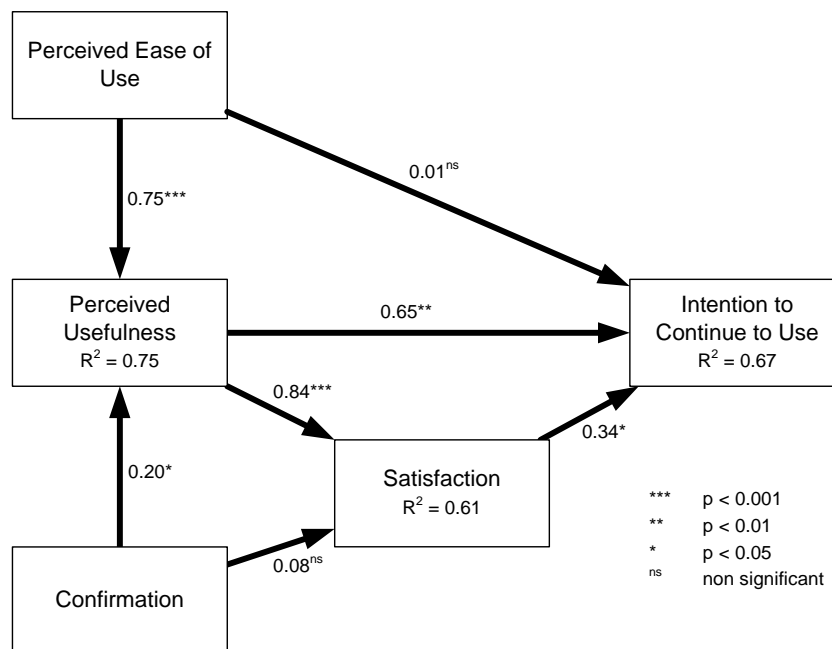 Perceived Ease of
Use
0.01ns
0.75***
Perceived
Usefulness
R2 = 0.75
0.65**
Intention to
Continue to Use
R2 = 0.67
0.84***
0.34*
0.20*
Satisfaction
R2 = 0.61
0.08ns
Confirmation
*** p < 0.001
** p < 0.01
* p < 0.05
ns non significant